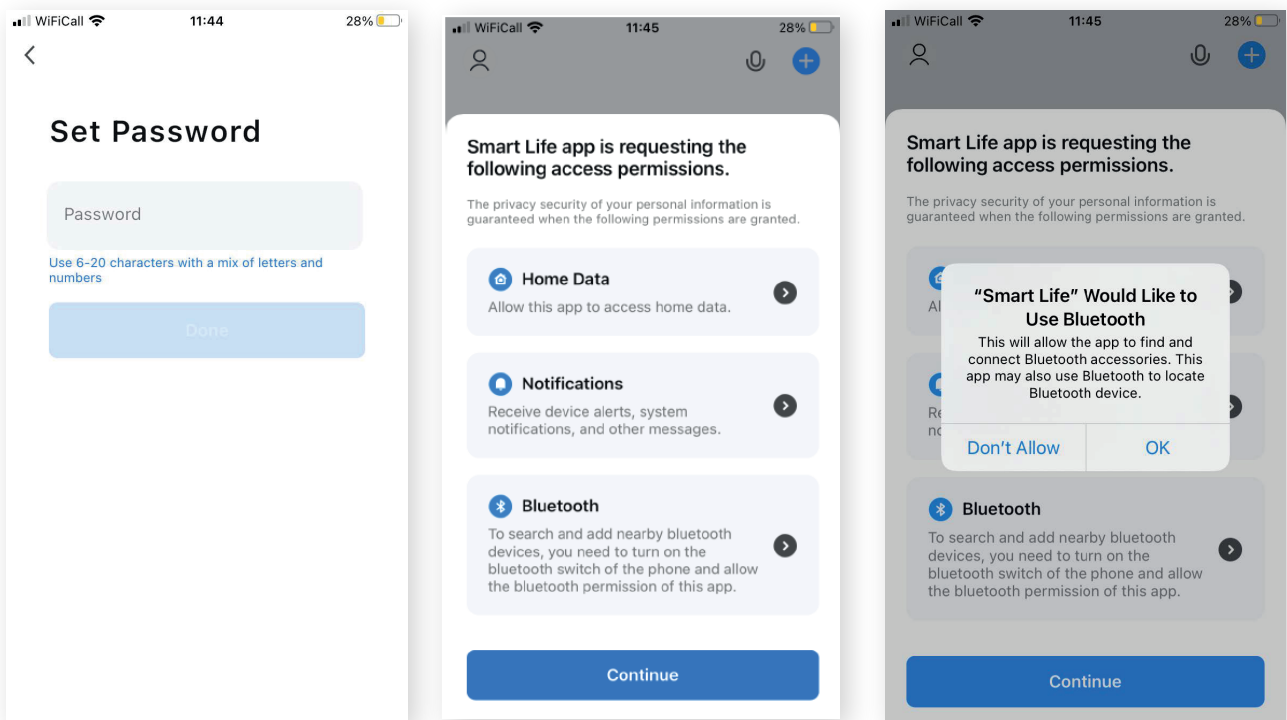 WiFiCall 11:44 28%
Set Password
Password
Use 6-20 characters with a mix of letters and
numbers
Done
WiFiCall 11:45 28%
Smart Life app is requesting the
following access permissions.
The privacy security of your personal information is
guaranteed when the following permissions are granted.
Home Data
Allow this app to access home data.
Notifications
Receive device alerts, system
notifications, and other messages.
Bluetooth
To search and add nearby bluetooth
devices, you need to turn on the
bluetooth switch of the phone and allow
the bluetooth permission of this app.
Continue
WiFiCall 11:45 28%
Smart Life app is requesting the
following access permissions.
The privacy security of your personal information is
guaranteed when the following permissions are granted.
“Smart Life” Would Like to
Use Bluetooth
This will allow the app to find and
connect Bluetooth accessories. This
app may also use Bluetooth to locate
Bluetooth device.
Don’t Allow OK
Bluetooth
To search and add nearby bluetooth
devices, you need to turn on the
bluetooth switch of the phone and allow
the bluetooth permission of this app.
Continue